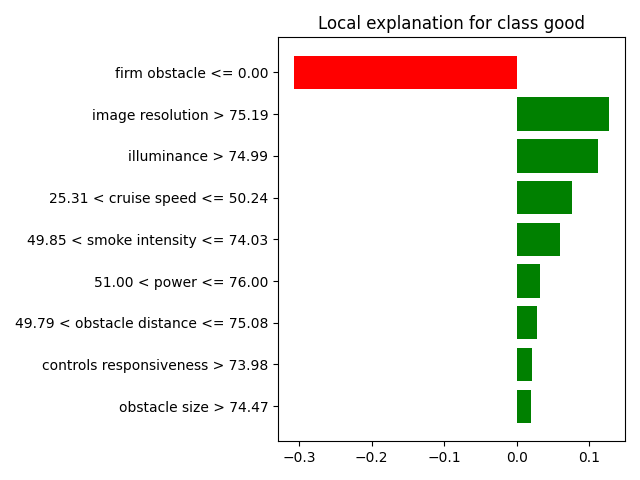 Local explanation for class good
firm obstacle <= 0.00
image resolution > 75.19
illuminance > 74.99
25.31 < cruise speed <= 50.24
49.85 < smoke intensity <= 74.03
51.00 < power <= 76.00
49.79 < obstacle distance <= 75.08
controls responsiveness > 73.98
obstacle size > 74.47
−0.3 −0.2 −0.1 0.0 0.1